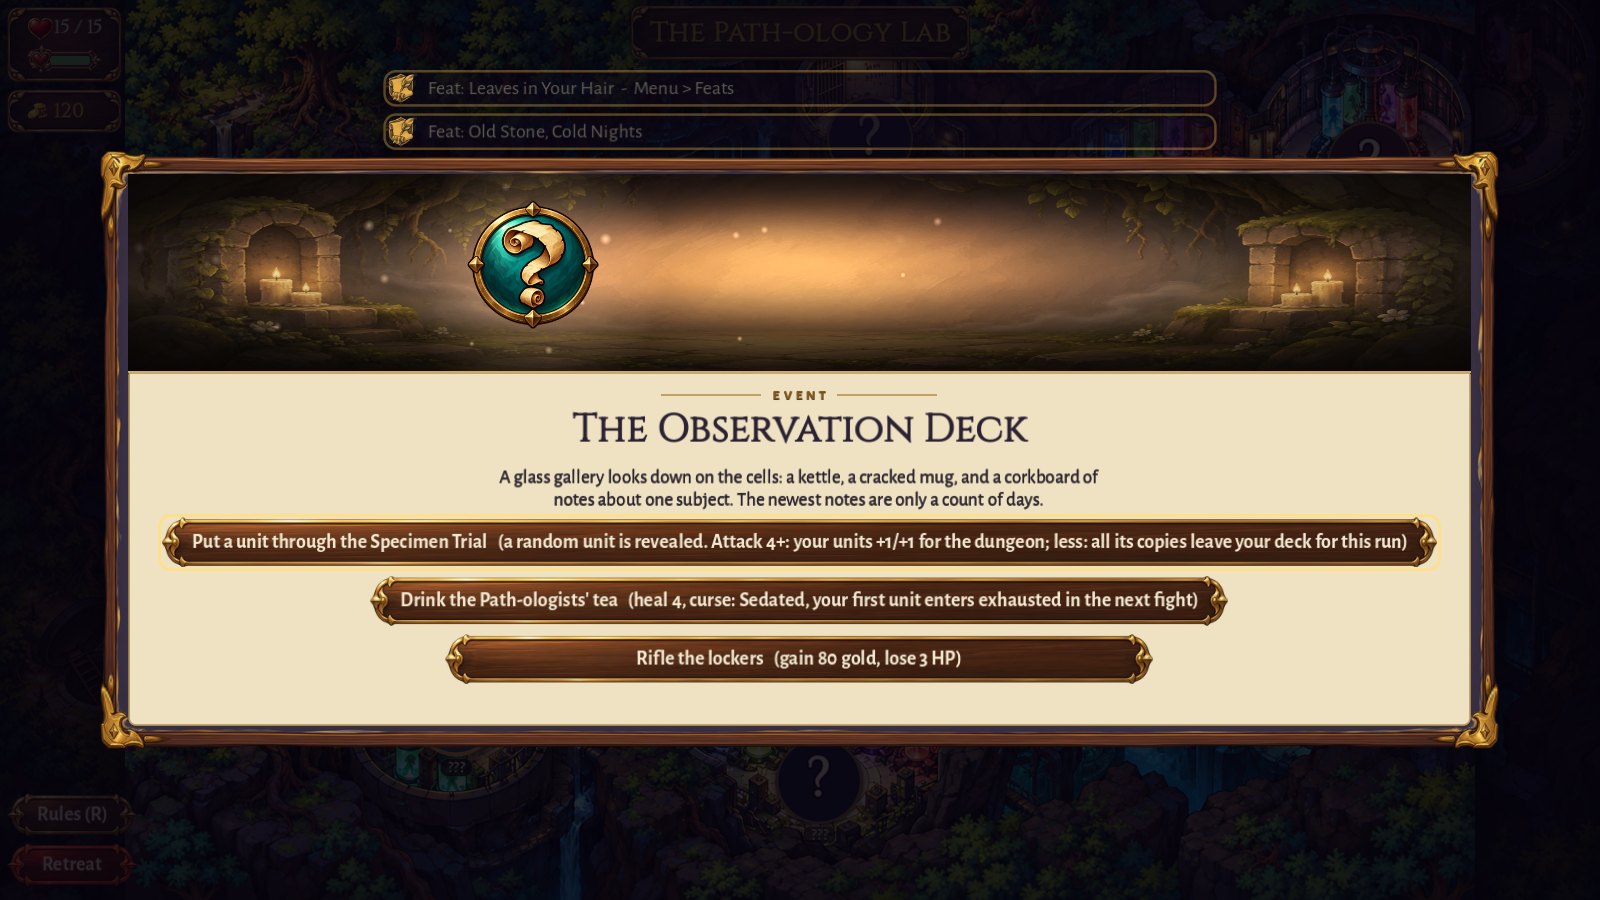 15 / 15
THE PATH-OLOGY LAB
120
Feat: Leaves in Your Hair - Menu > Feats
Feat: Old Stone, Cold Nights
?
?
EVENT
THE OBSERVATION DECK
A glass gallery looks down on the cells: a kettle, a cracked mug, and a corkboard of
notes about one subject. The newest notes are only a count of days.
Put a unit through the Specimen Trial (a random unit is revealed. Attack 4+: your units +1/+1 for the dungeon; less: all its copies leave your deck for this run)
Drink the Path-ologists' tea (heal 4, curse: Sedated, your first unit enters exhausted in the next fight)
Rifle the lockers (gain 80 gold, lose 3 HP)
???
?
???
Rules (R)
Retreat